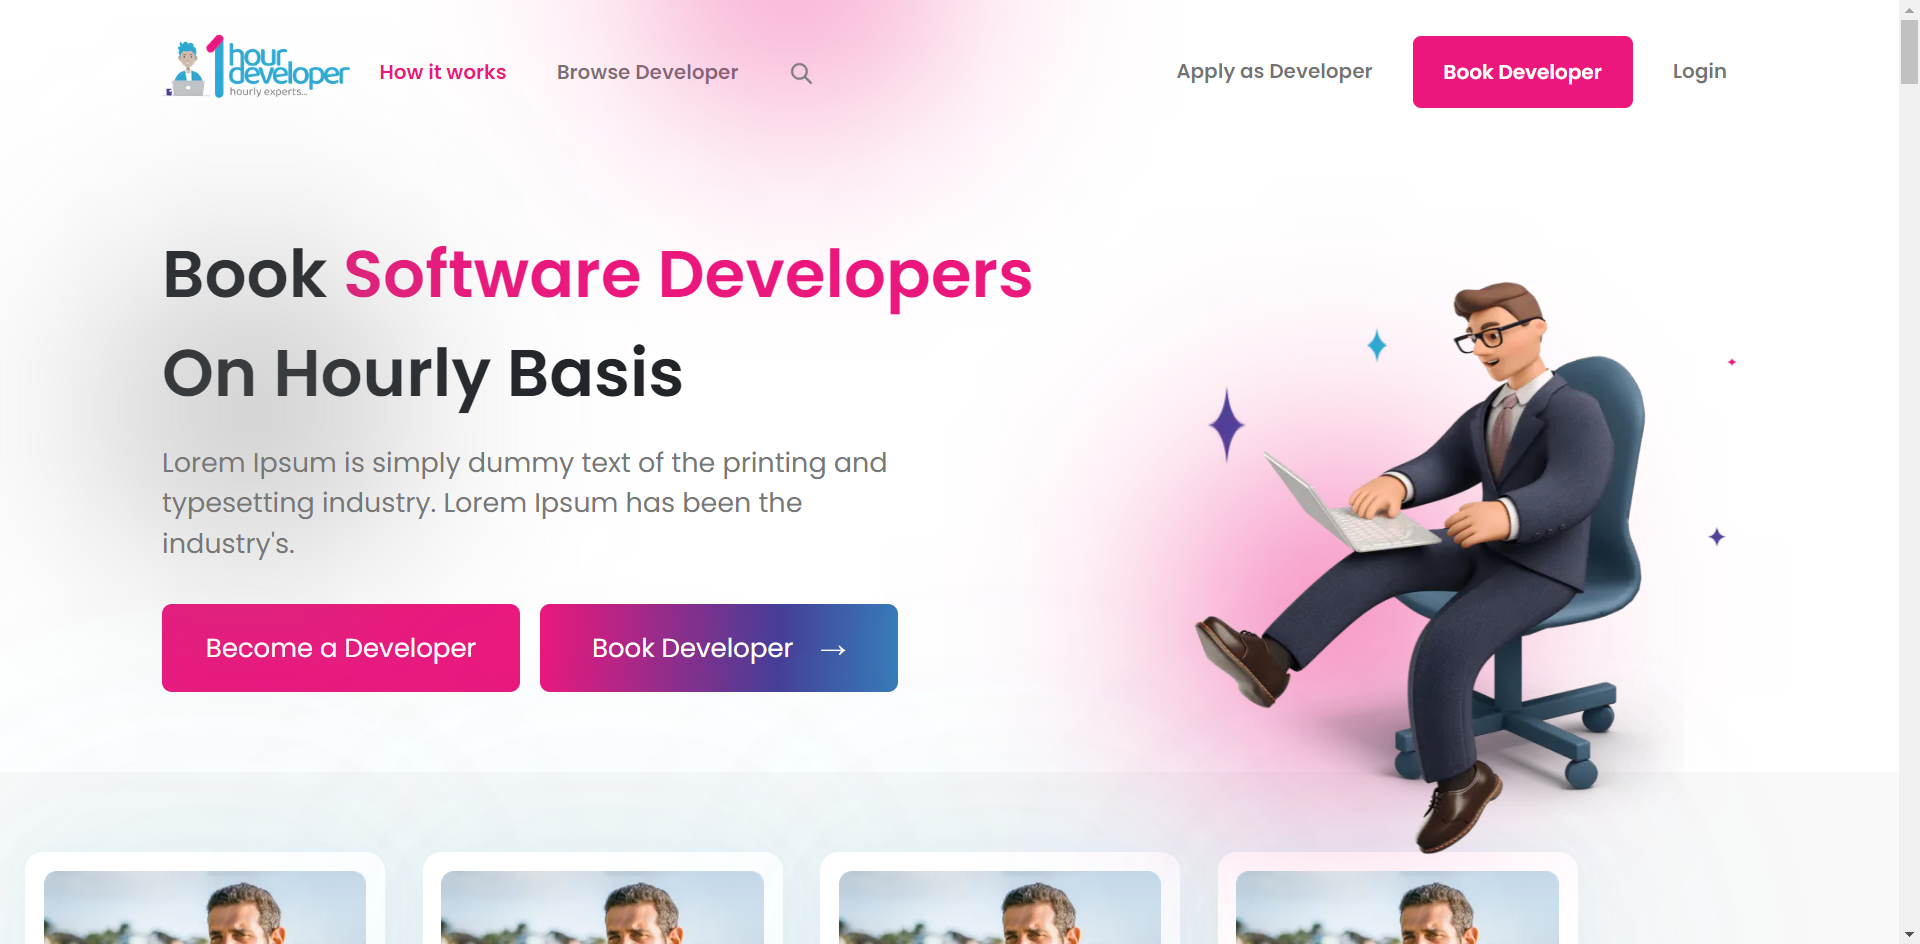 1 hour
developer
hourly experts...
How it works
Browse Developer
Apply as Developer
Book Developer
Login
Book Software Developers
On Hourly Basis
Lorem Ipsum is simply dummy text of the printing and
typesetting industry. Lorem Ipsum has been the
industry's.
Become a Developer
Book Developer →